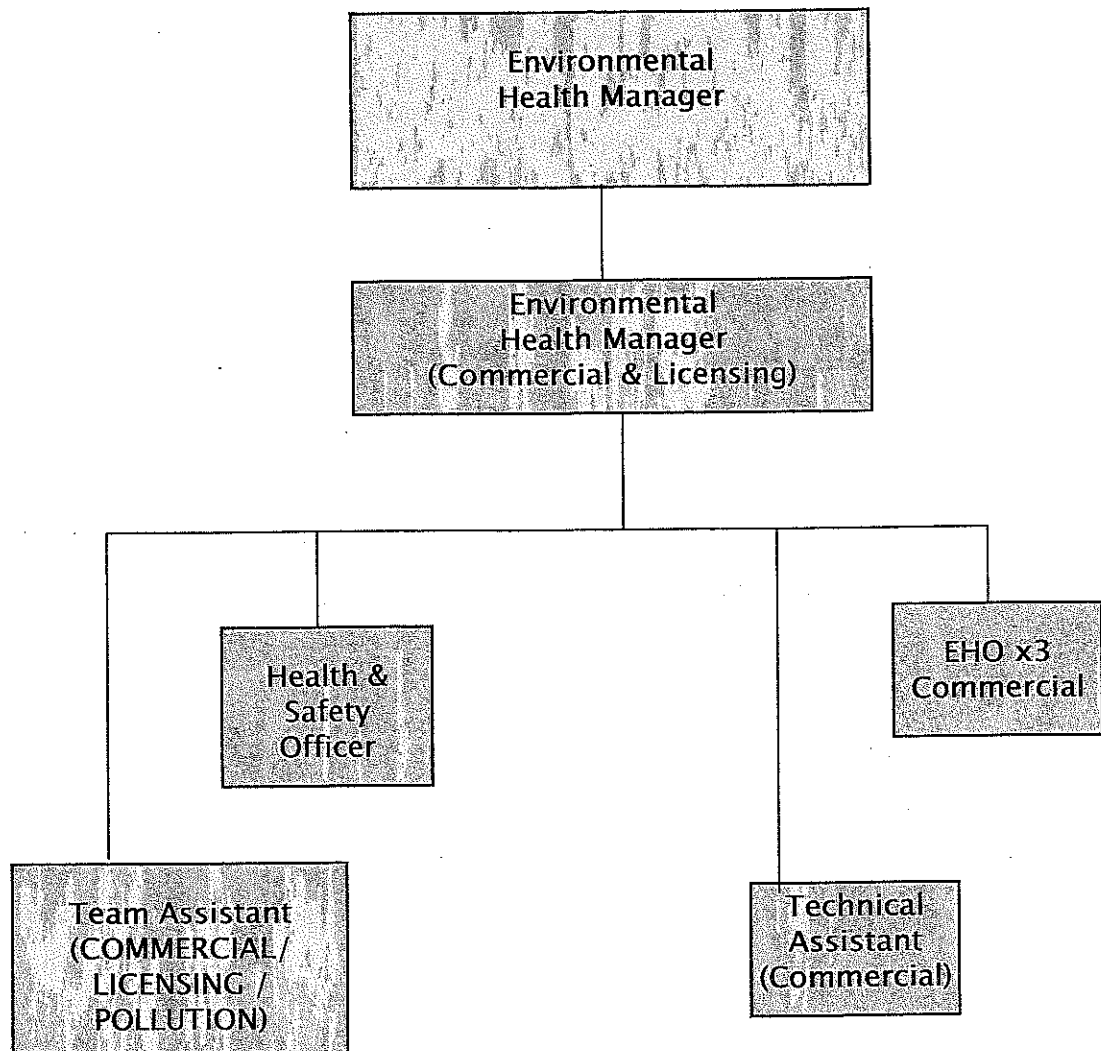 Environmental
Health Manager
Environmental
Health Manager
(Commercial & Licensing)
Health &
Safety
Officer
EHO x3
Commercial
Team Assistant
(COMMERCIAL/
LICENSING /
POLLUTION)
Technical
Assistant
(Commercial)